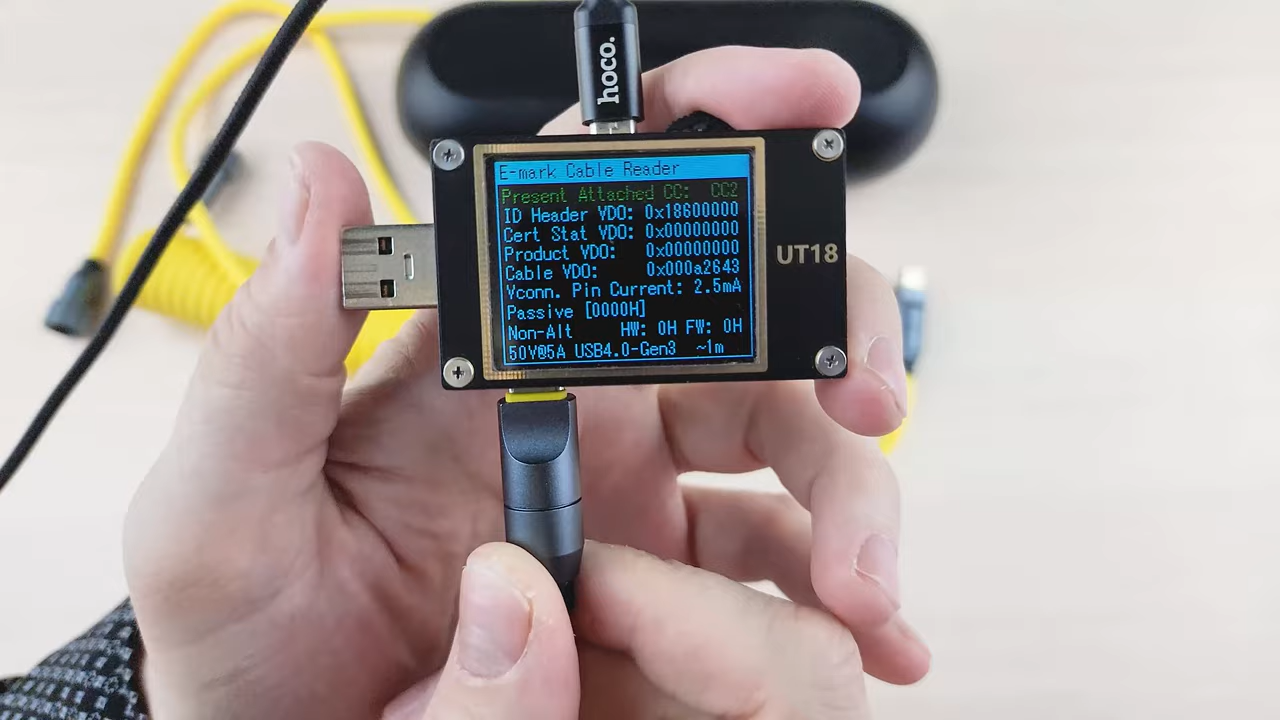 hoco.
E-mark Cable Reader
Present Attached CC: CC2
ID Header VDO: 0x18600000
Cert Stat VDO: 0x00000000
Product VDO: 0x00000000
Cable VDO: 0x000a2643
Vconn. Pin Current: 2.5mA
Passive [0000H]
Non-Alt HW: 0H FW: 0H
50V@5A USB4.0-Gen3 ~1m
UT18